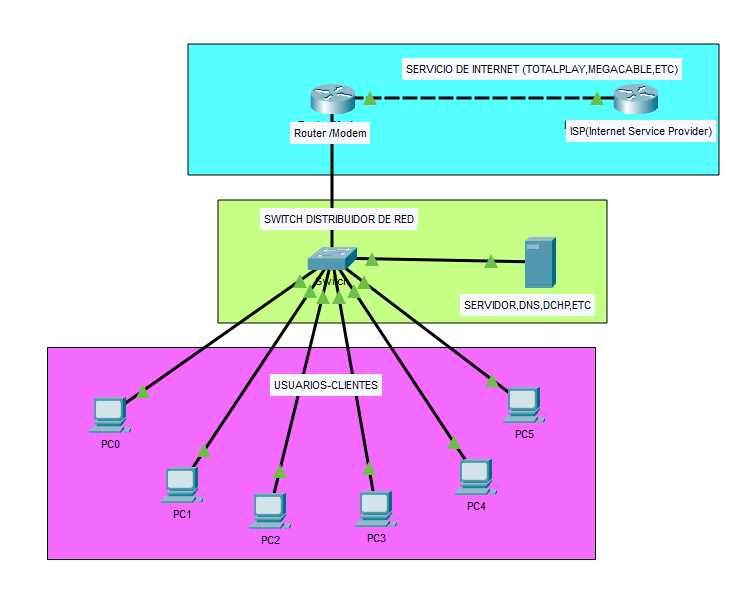 SERVICIO DE INTERNET (TOTALPLAY,MEGACABLE,ETC)
Router /Modem
ISP(Internet Service Provider)
SWITCH DISTRIBUIDOR DE RED
Switch
SERVIDOR,DNS,DCHP,ETC
USUARIOS-CLIENTES
PC0
PC5
PC1
PC4
PC2
PC3